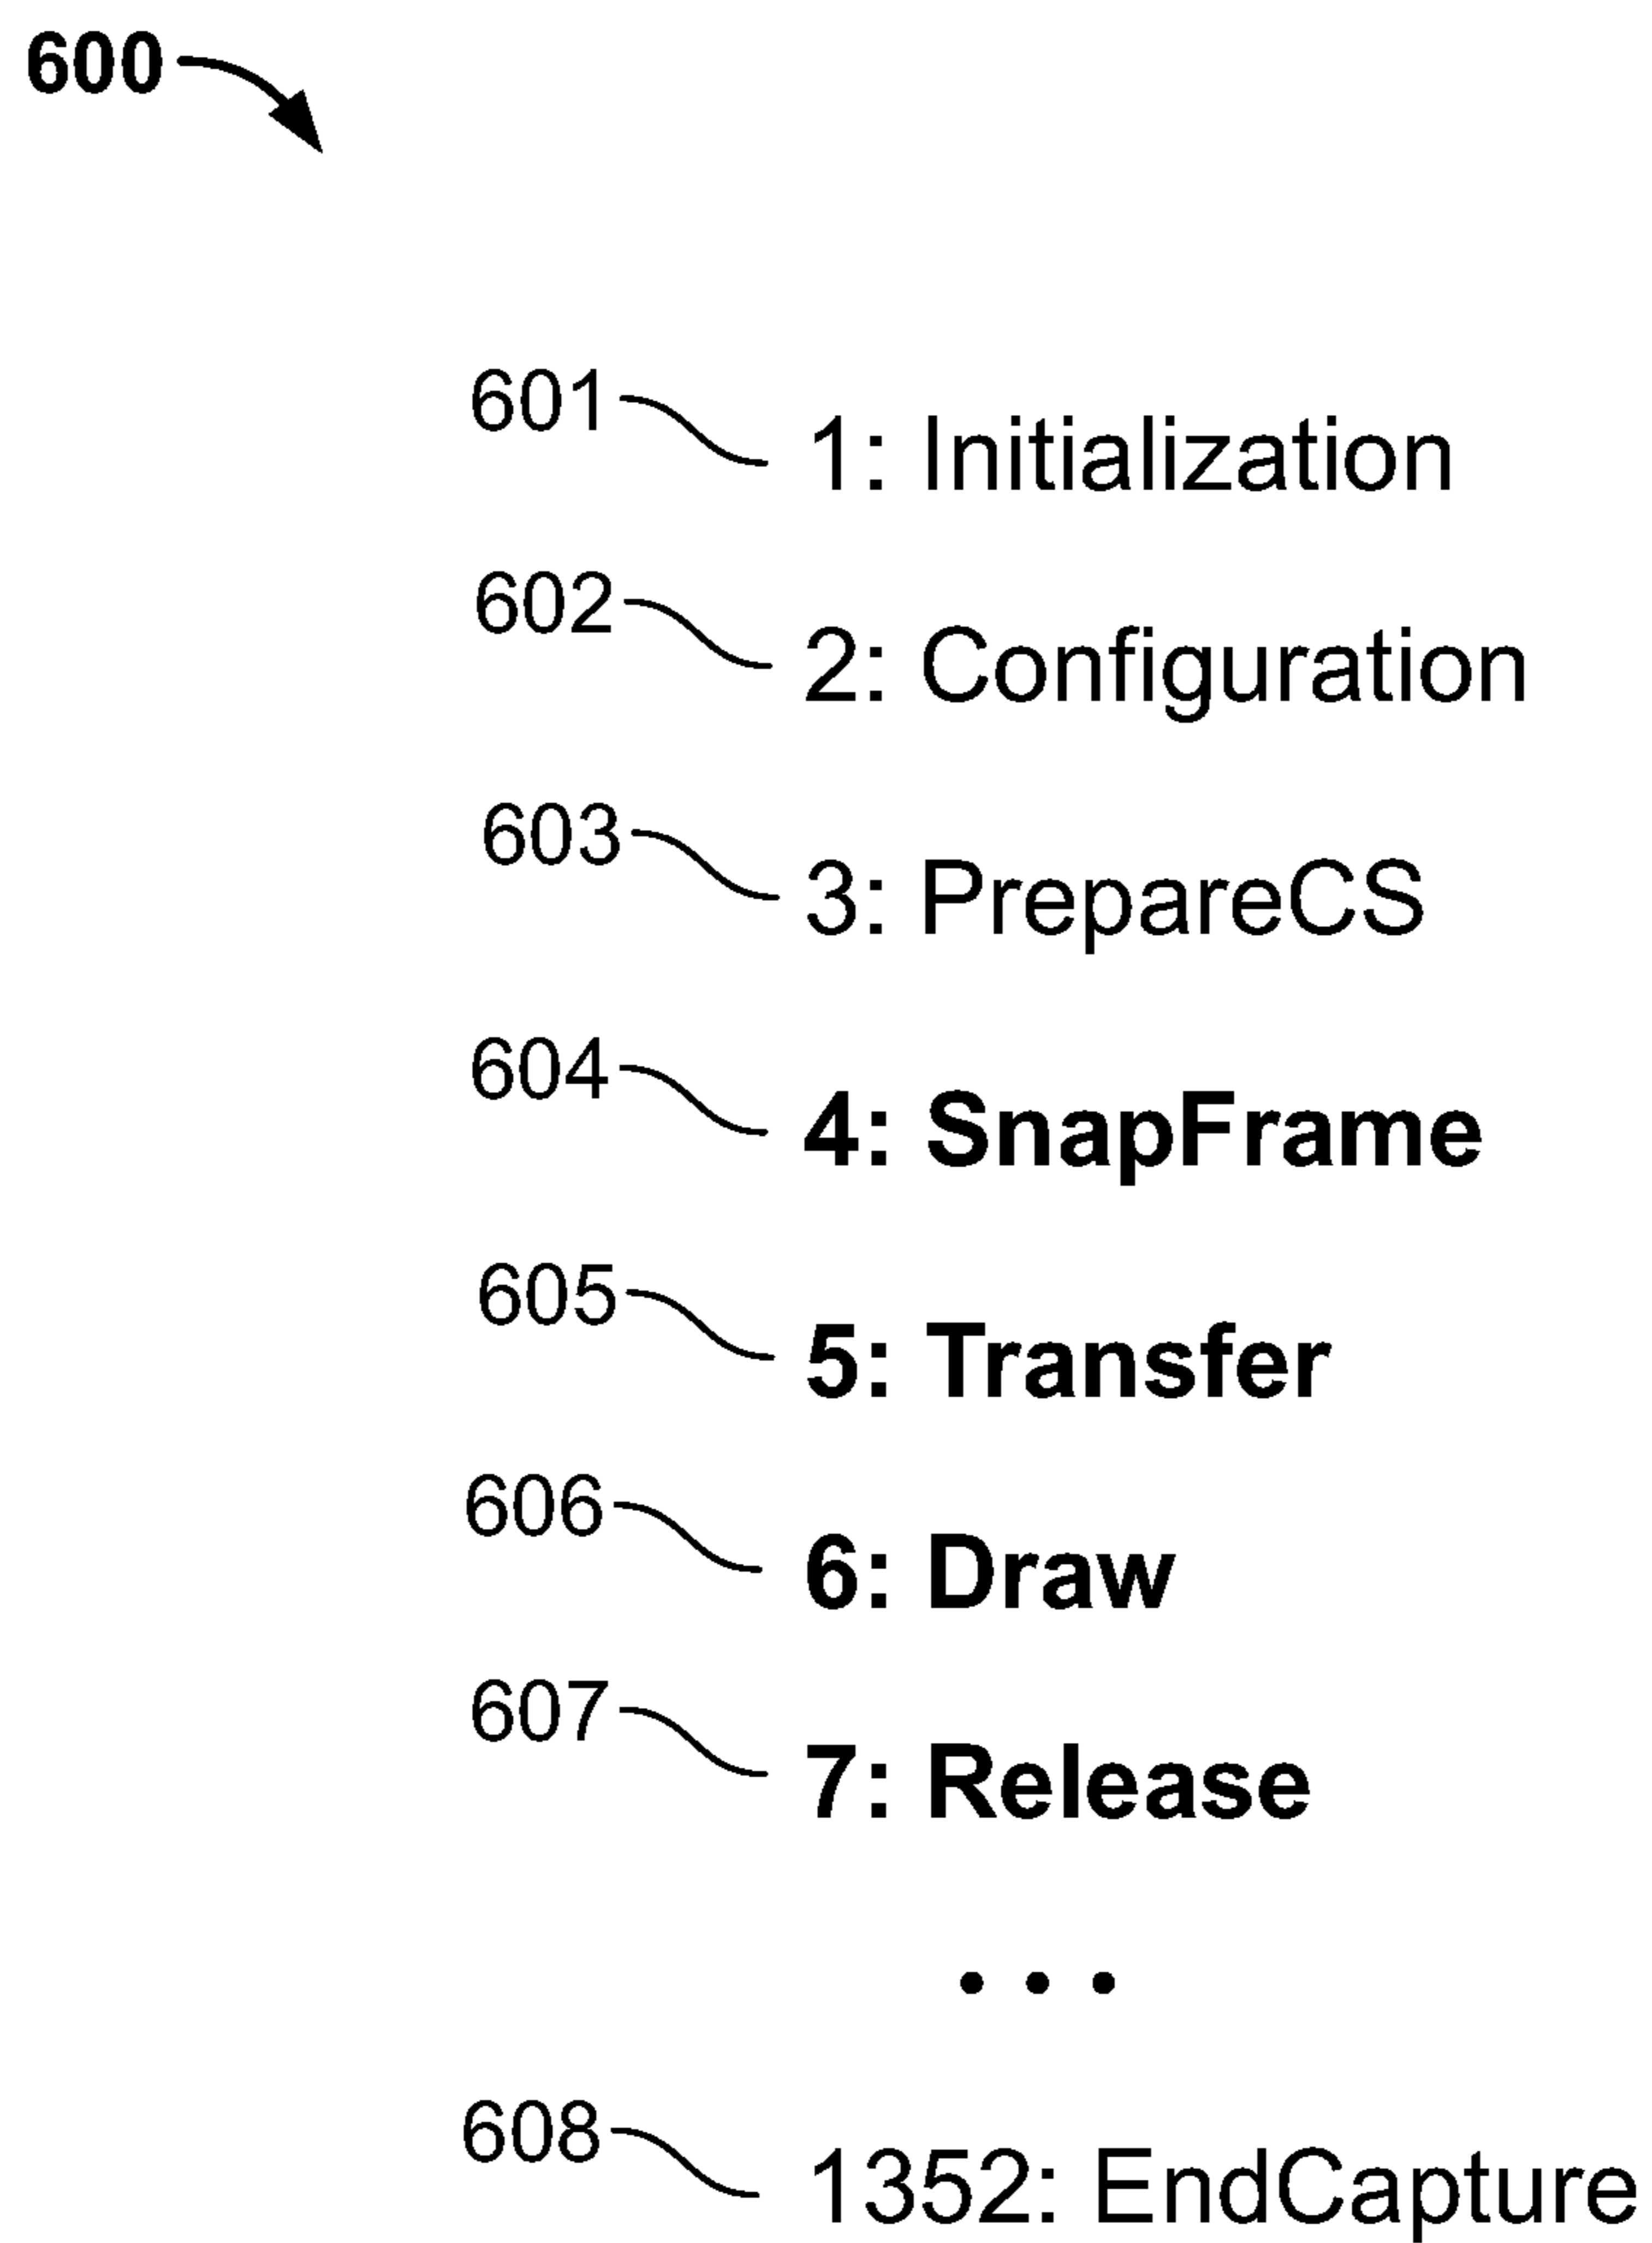 600
601
1: Initialization
602
2: Configuration
603
3: PrepareCS
604
4: SnapFrame
605
5: Transfer
606
6: Draw
607
7: Release
...
608
1352: EndCapture